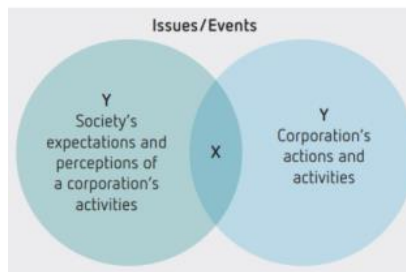 Issues/Events
Y
Society's
expectations and
perceptions of
a corporation's
activities
X
Y
Corporation's
actions and
activities